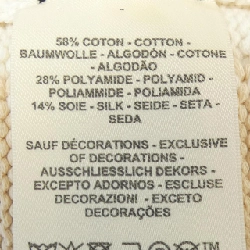 58% COTON - COTTON -
BAUMWOLLE - ALGODÓN - COTONE
- ALGODÃO
28% POLYAMIDE - POLYAMID -
POLIAMMIDE - POLIAMIDA
14% SOIE - SILK - SEIDE - SETA -
SEDA
SAUF DÉCORATIONS - EXCLUSIVE
OF DECORATIONS -
AUSSCHLIESSLICH DEKORS -
EXCEPTO ADORNOS - ESCLUSE
DECORAZIONI - EXCETO
DECORAÇÕES